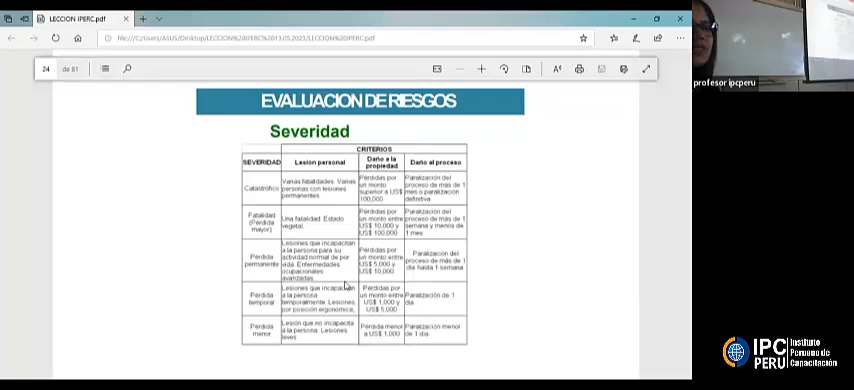 LECCION IPERC.pdf
file:///C:/Users/ASUS/Desktop/LECCION%20IPERC%2013.05.2023/LECCION%20IPERC.pdf
24 de 81
EVALUACION DE RIESGOS
Severidad
CRITERIOS
SEVERIDAD Lesión personal Daño a la propiedad Daño al proceso
Catastrófico Varias fatalidades. Varias personas con lesiones permanentes Pérdidas por un monto superior a US$ 100,000 Paralización del proceso de más de 1 mes o paralización definitiva
Fatalidad (Pérdida mayor) Una fatalidad. Estado vegetal. Pérdidas por un monto entre US$ 10,000 y US$ 100,000 Paralización del proceso de más de 1 semana y menos de 1 mes
Pérdida permanente Lesiones que incapacitan a la persona para su actividad normal de por vida. Enfermedades ocupacionales avanzadas. Pérdidas por un monto entre US$ 5,000 y US$ 10,000 Paralización del proceso de más de 1 día hasta 1 semana
Pérdida temporal Lesiones que incapacitan a la persona temporalmente. Lesiones por posición ergonómica, Pérdidas por un monto entre US$ 1,000 y US$ 5,000 Paralización de 1 día
Pérdida menor Lesión que no incapacita a la persona. Lesiones leves Pérdida menor a US$ 1,000 Paralización menor de 1 día.
profesor ipcperu
IPC PERU Instituto Peruano de Capacitación